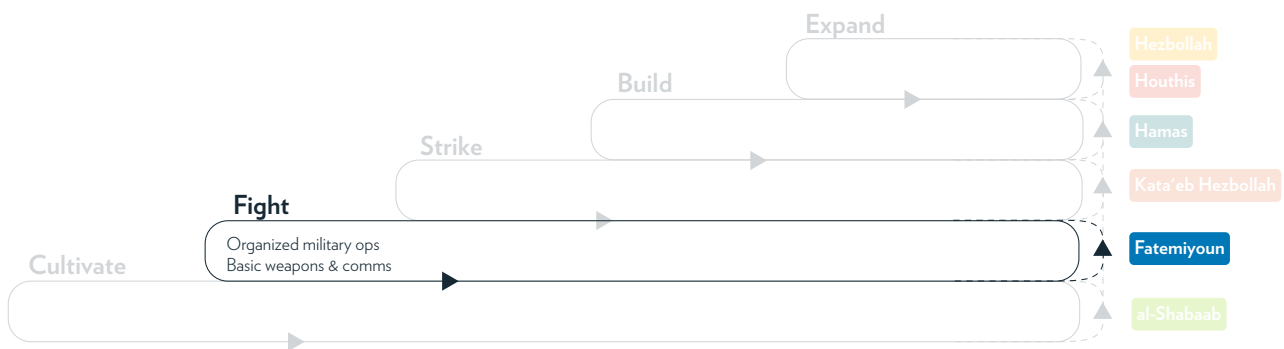 Expand
Hezbollah
Houthis
Build
Hamas
Strike
Kata'eb Hezbollah
Fight
Organized military ops
Basic weapons & comms
Fatemiyoun
Cultivate
al-Shabaab